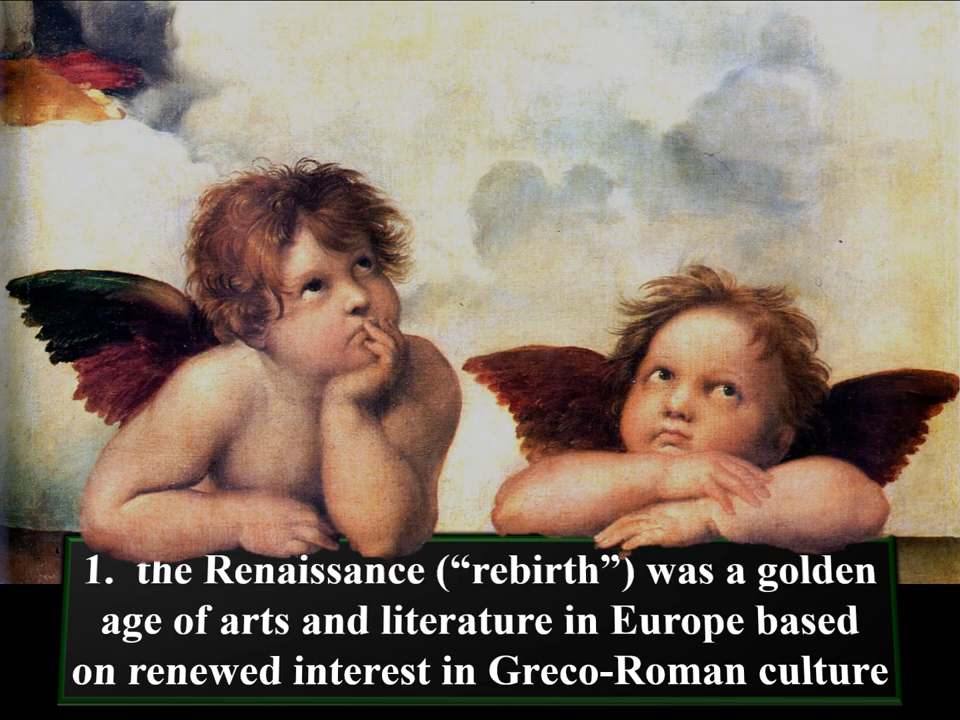 1.  the Renaissance (“rebirth”) was a golden
age of arts and literature in Europe based
on renewed interest in Greco-Roman culture